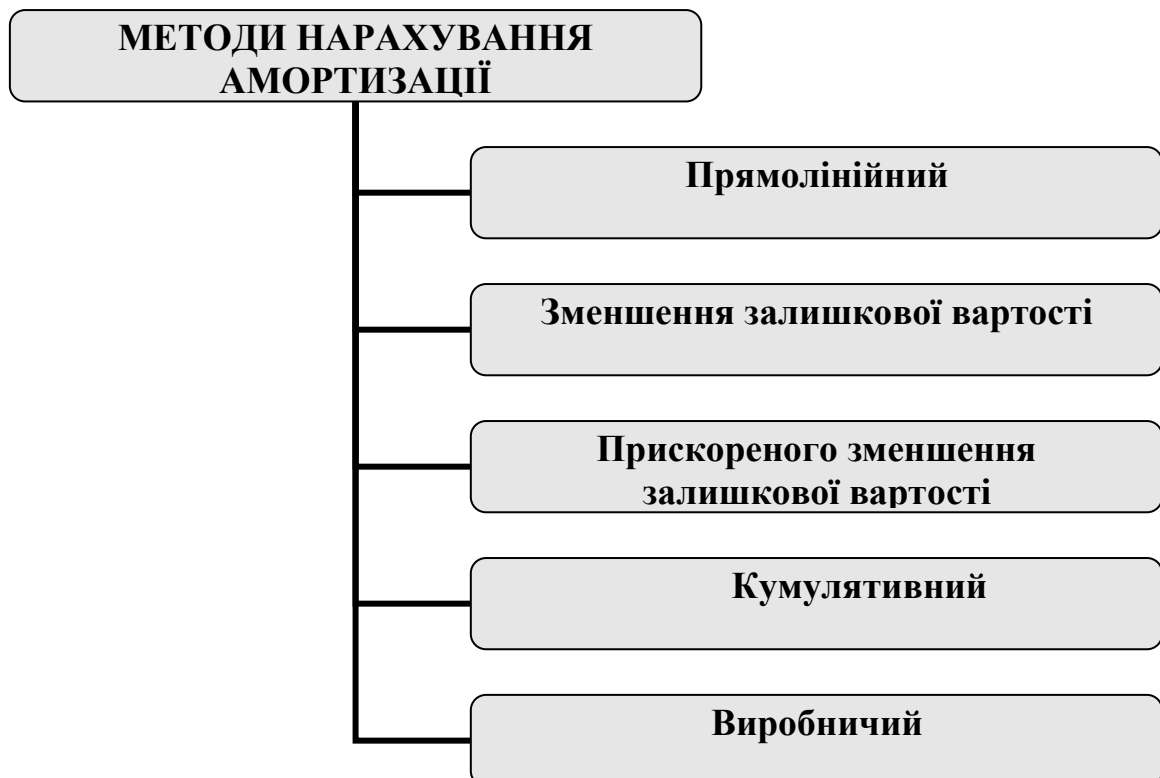 МЕТОДИ НАРАХУВАННЯ
АМОРТИЗАЦІЇ
Прямолінійний
Зменшення залишкової вартості
Прискореного зменшення
залишкової вартості
Кумулятивний
Виробничий